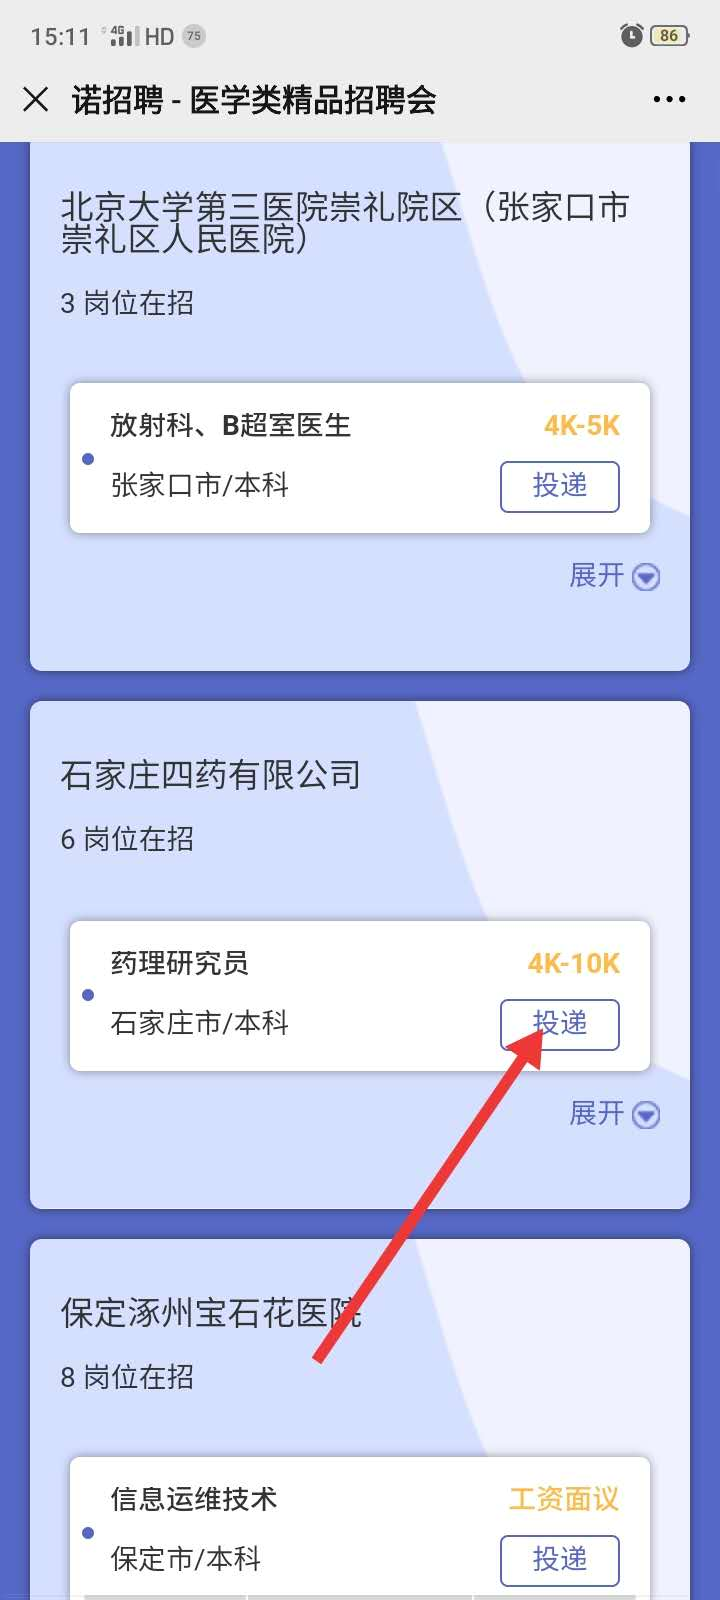 15:11 4G HD 75 86
诺招聘 - 医学类精品招聘会
北京大学第三医院崇礼院区（张家口市
崇礼区人民医院）
3 岗位在招
放射科、B超室医生 4K-5K
张家口市/本科 投递
展开
石家庄四药有限公司
6 岗位在招
药理研究员 4K-10K
石家庄市/本科 投递
展开
保定涿州宝石花医院
8 岗位在招
信息运维技术 工资面议
保定市/本科 投递